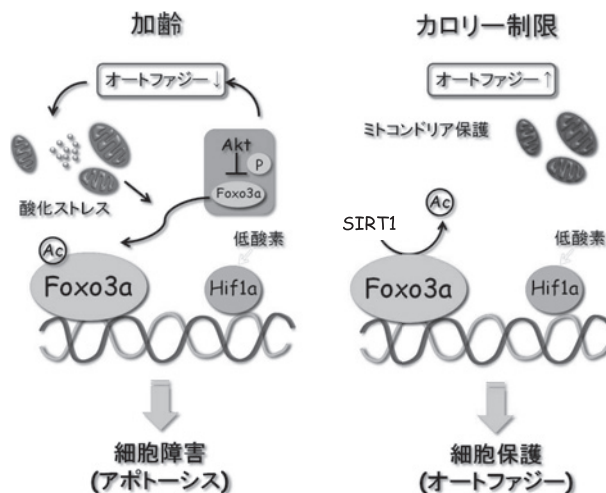 加齢
オートファジー↓
Akt
P
Foxo3a
酸化ストレス
Ac
Foxo3a
低酸素
Hif1a
細胞障害
(アポトーシス)
カロリー制限
オートファジー↑
ミトコンドリア保護
Ac
SIRT1
低酸素
Foxo3a
Hif1a
細胞保護
(オートファジー)